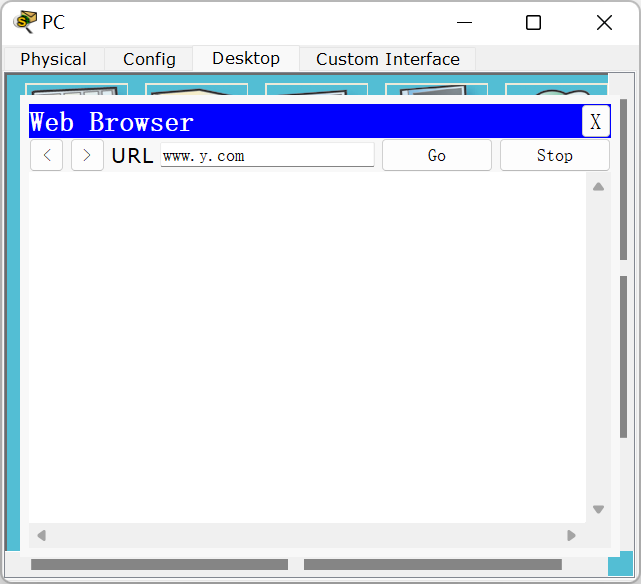 PC
Physical Config Desktop Custom Interface
Web Browser X
< > URL www.y.com Go Stop